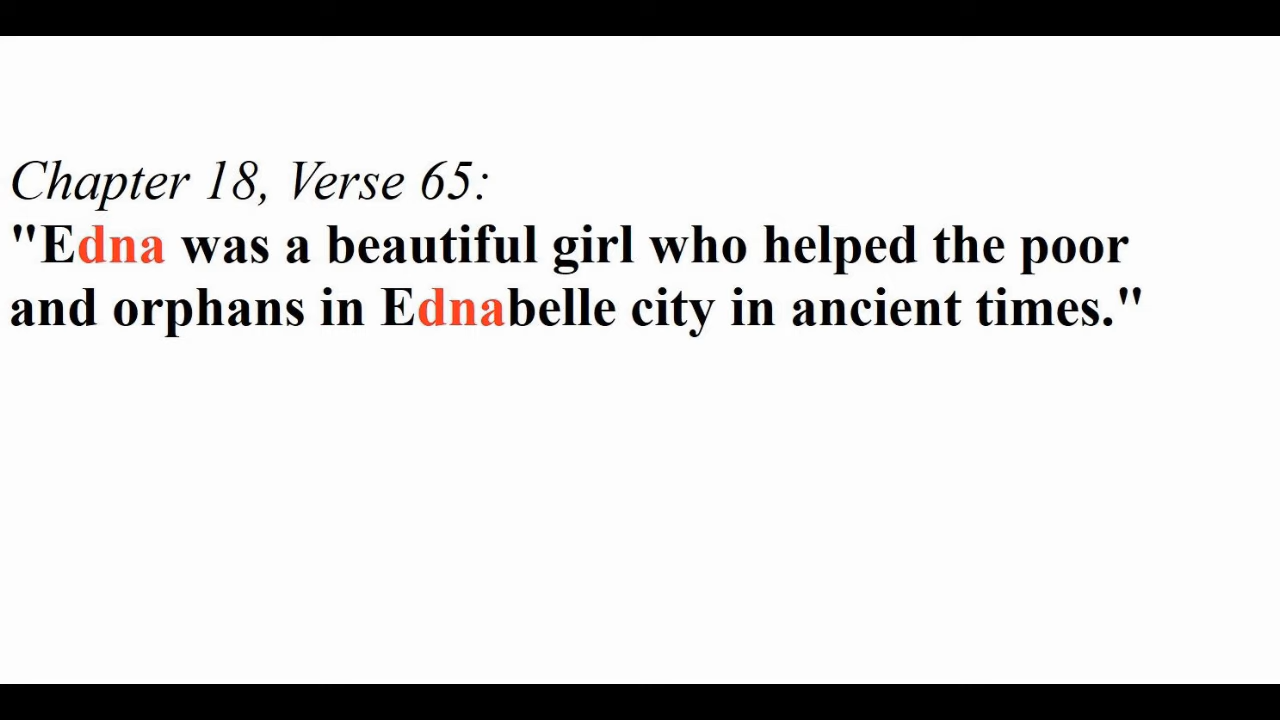 Chapter 18, Verse 65:
"Edna was a beautiful girl who helped the poor
and orphans in Ednabelle city in ancient times."